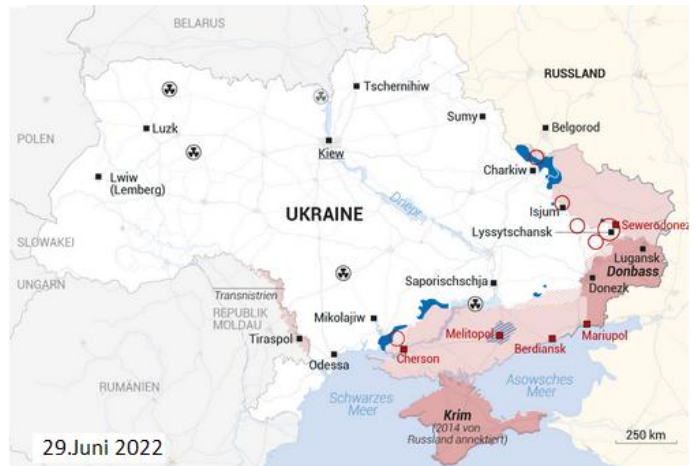 BELARUS
RUSSLAND
Tschernihiw
Sumy
Belgorod
POLEN
Luzk
Kiew
Charkiw
Lwiw
(Lemberg)
Dnepr
Isjum
UKRAINE
Lyssytschansk
Sewerodonez
SLOWAKEI
Lugansk
Donbass
UNGARN
Saporischschja
Donezk
Transnistrien
REPUBLIK
MOLDAU
Mikolajiw
Melitopol
Mariupol
Tiraspol
Cherson
Berdiansk
Odessa
RUMÄNIEN
Schwarzes
Meer
Asowsches
Meer
Krim
(2014 von
Russland annektiert)
29.Juni 2022
250 km